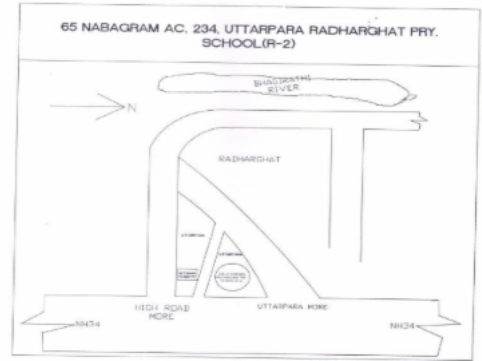 65 NABAGRAM AC, 234, UTTARPARA RADHARGHAT PRY.
SCHOOL(R-2)
BHAGIRATHI
RIVER
N
RADHARGHAT
HIGH ROAD
MORE
UTTARPARA MORE
NH34
NH34